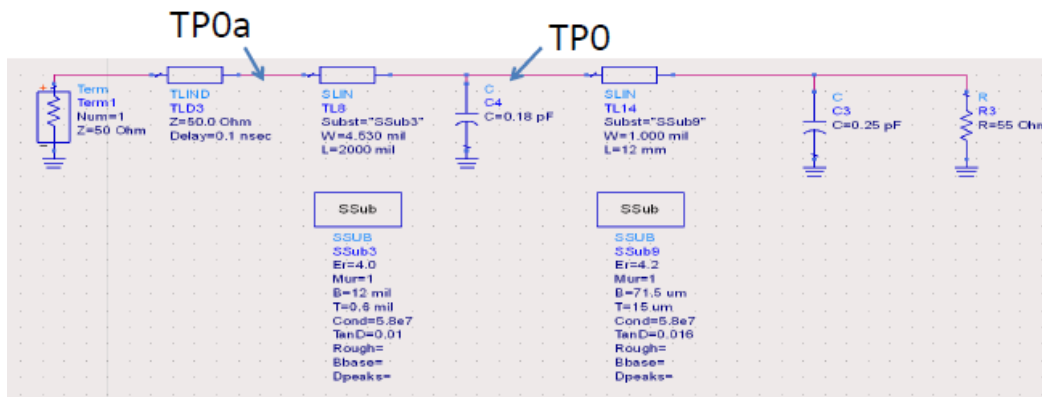 TP0a
TP0
Term
Term1
Num=1
Z=50 Ohm
TLIND
TLD3
Z=50.0 Ohm
Delay=0.1 nsec
SLIN
TL8
Subst="SSub3"
W=4.530 mil
L=2000 mil
C
C4
C=0.18 pF
SLIN
TL14
Subst="SSub9"
W=1.000 mil
L=12 mm
C
C3
C=0.25 pF
R
R3
R=55 Ohm
SSub
SSUB
SSub3
Er=4.0
Mur=1
B=12 mil
T=0.6 mil
Cond=5.8e7
TanD=0.01
Rough=
Bbase=
Dpeaks=
SSub
SSUB
SSub9
Er=4.2
Mur=1
B=71.5 um
T=15 um
Cond=5.8e7
TanD=0.016
Rough=
Bbase=
Dpeaks=